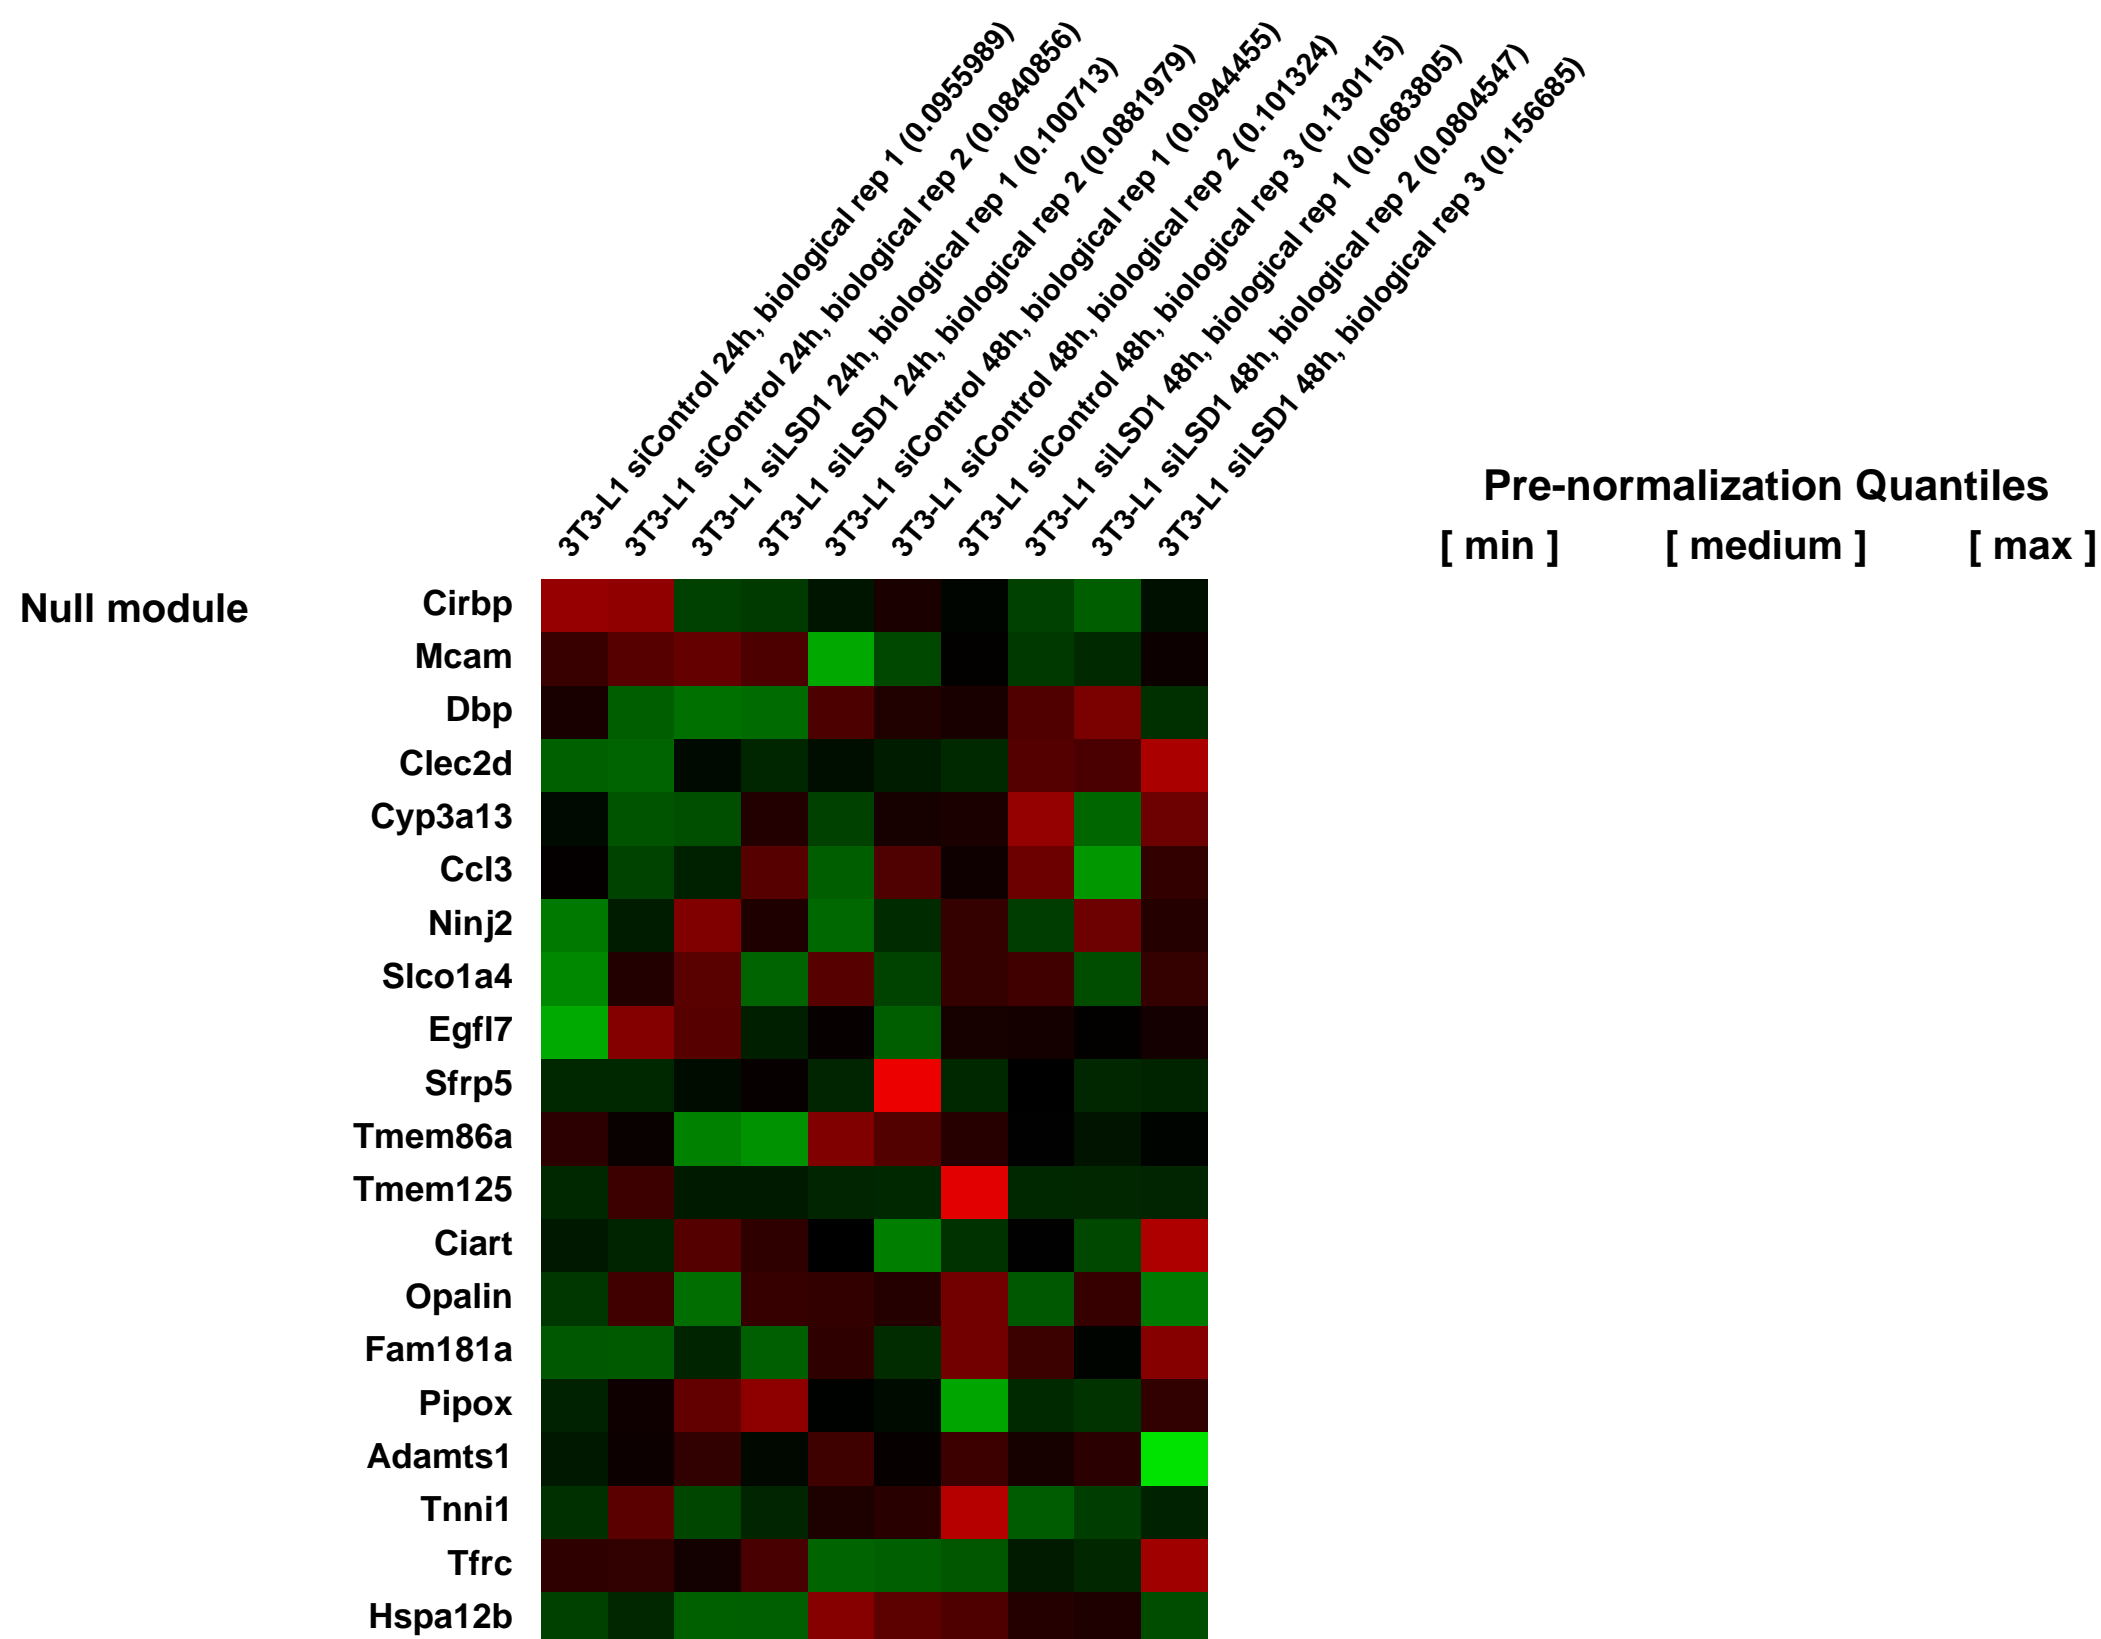 3T3-L1 siControl 24h, biological rep 1 (0.0955989)
3T3-L1 siControl 24h, biological rep 2 (0.0840856)
3T3-L1 siLSD1 24h, biological rep 1 (0.100713)
3T3-L1 siLSD1 24h, biological rep 2 (0.0881979)
3T3-L1 siControl 48h, biological rep 1 (0.0944455)
3T3-L1 siControl 48h, biological rep 2 (0.101324)
3T3-L1 siControl 48h, biological rep 3 (0.130115)
3T3-L1 siLSD1 48h, biological rep 1 (0.0683805)
3T3-L1 siLSD1 48h, biological rep 2 (0.0804547)
3T3-L1 siLSD1 48h, biological rep 3 (0.156685)
Pre-normalization Quantiles
[ min ] [ medium ] [ max ]
Null module
Cirbp
Mcam
Dbp
Clec2d
Cyp3a13
Ccl3
Ninj2
Slco1a4
Egfl7
Sfrp5
Tmem86a
Tmem125
Ciart
Opalin
Fam181a
Pipox
Adamts1
Tnni1
Tfrc
Hspa12b